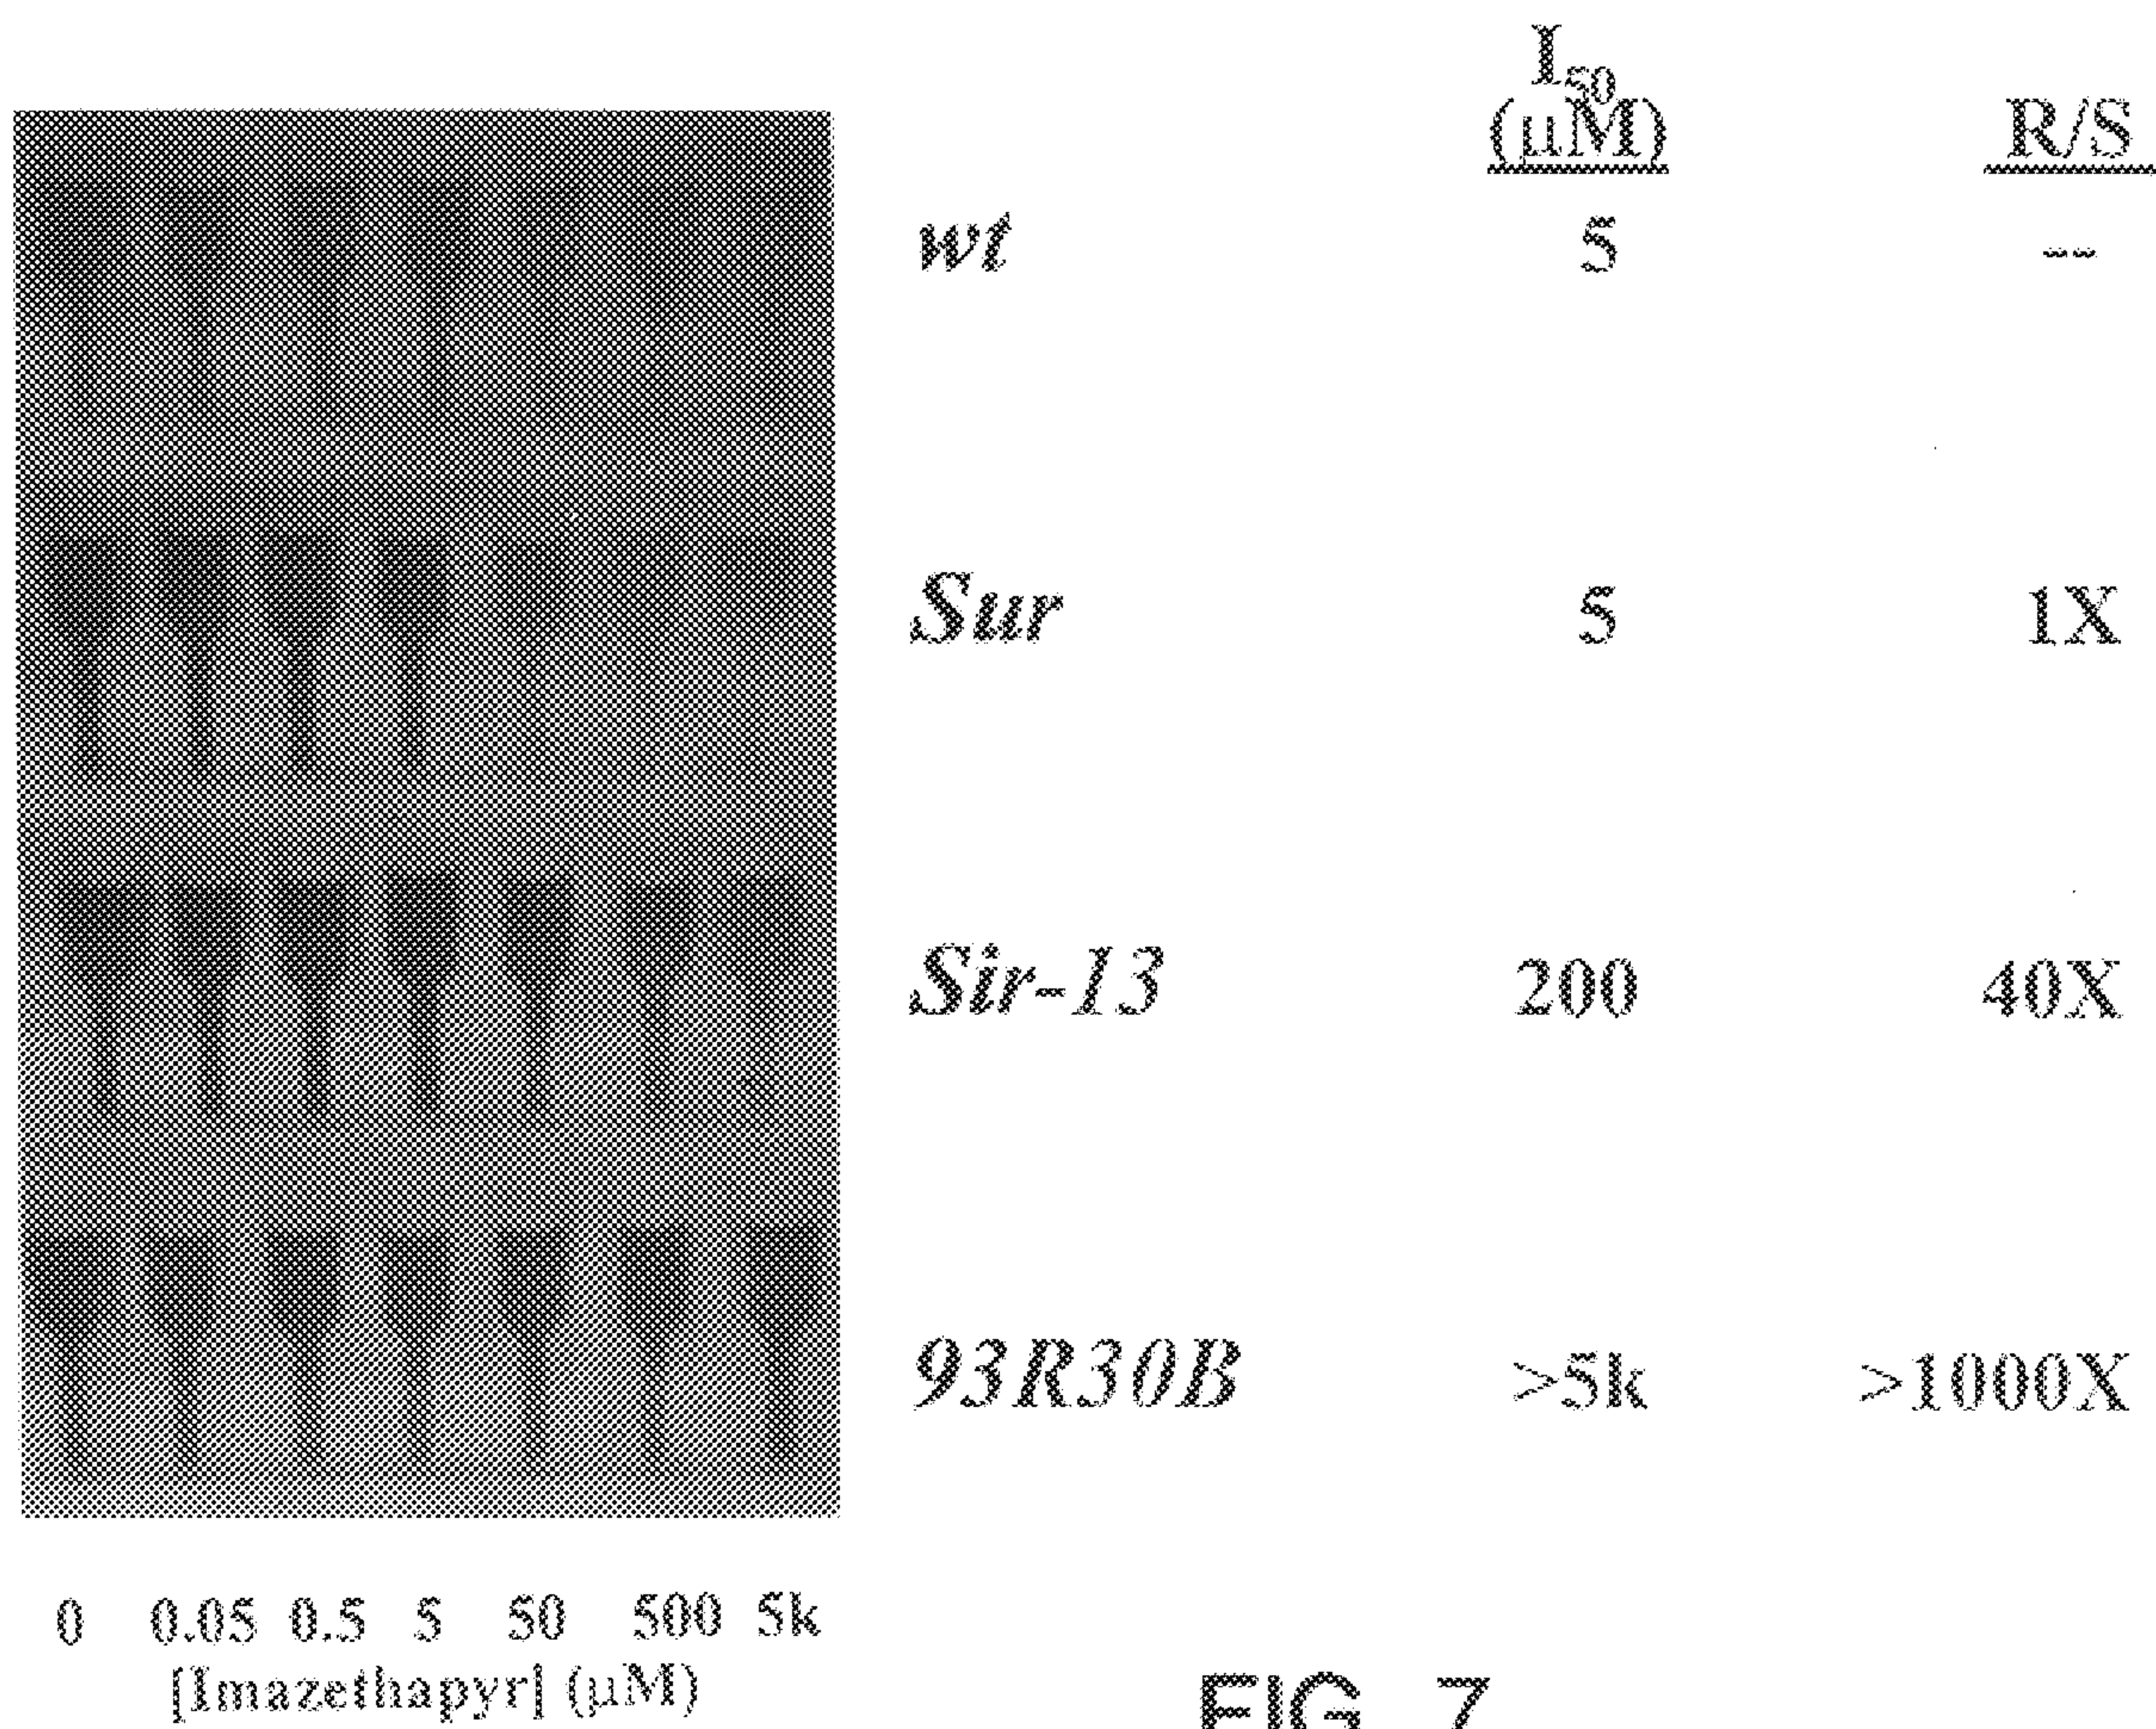 I50
(µM) R/S
wt 5 --
Sur 5 1X
Sir-13 200 40X
93R30B >5k >1000X
0 0.05 0.5 5 50 500 5k
[Imazethapyr] (µM)
FIG. 7